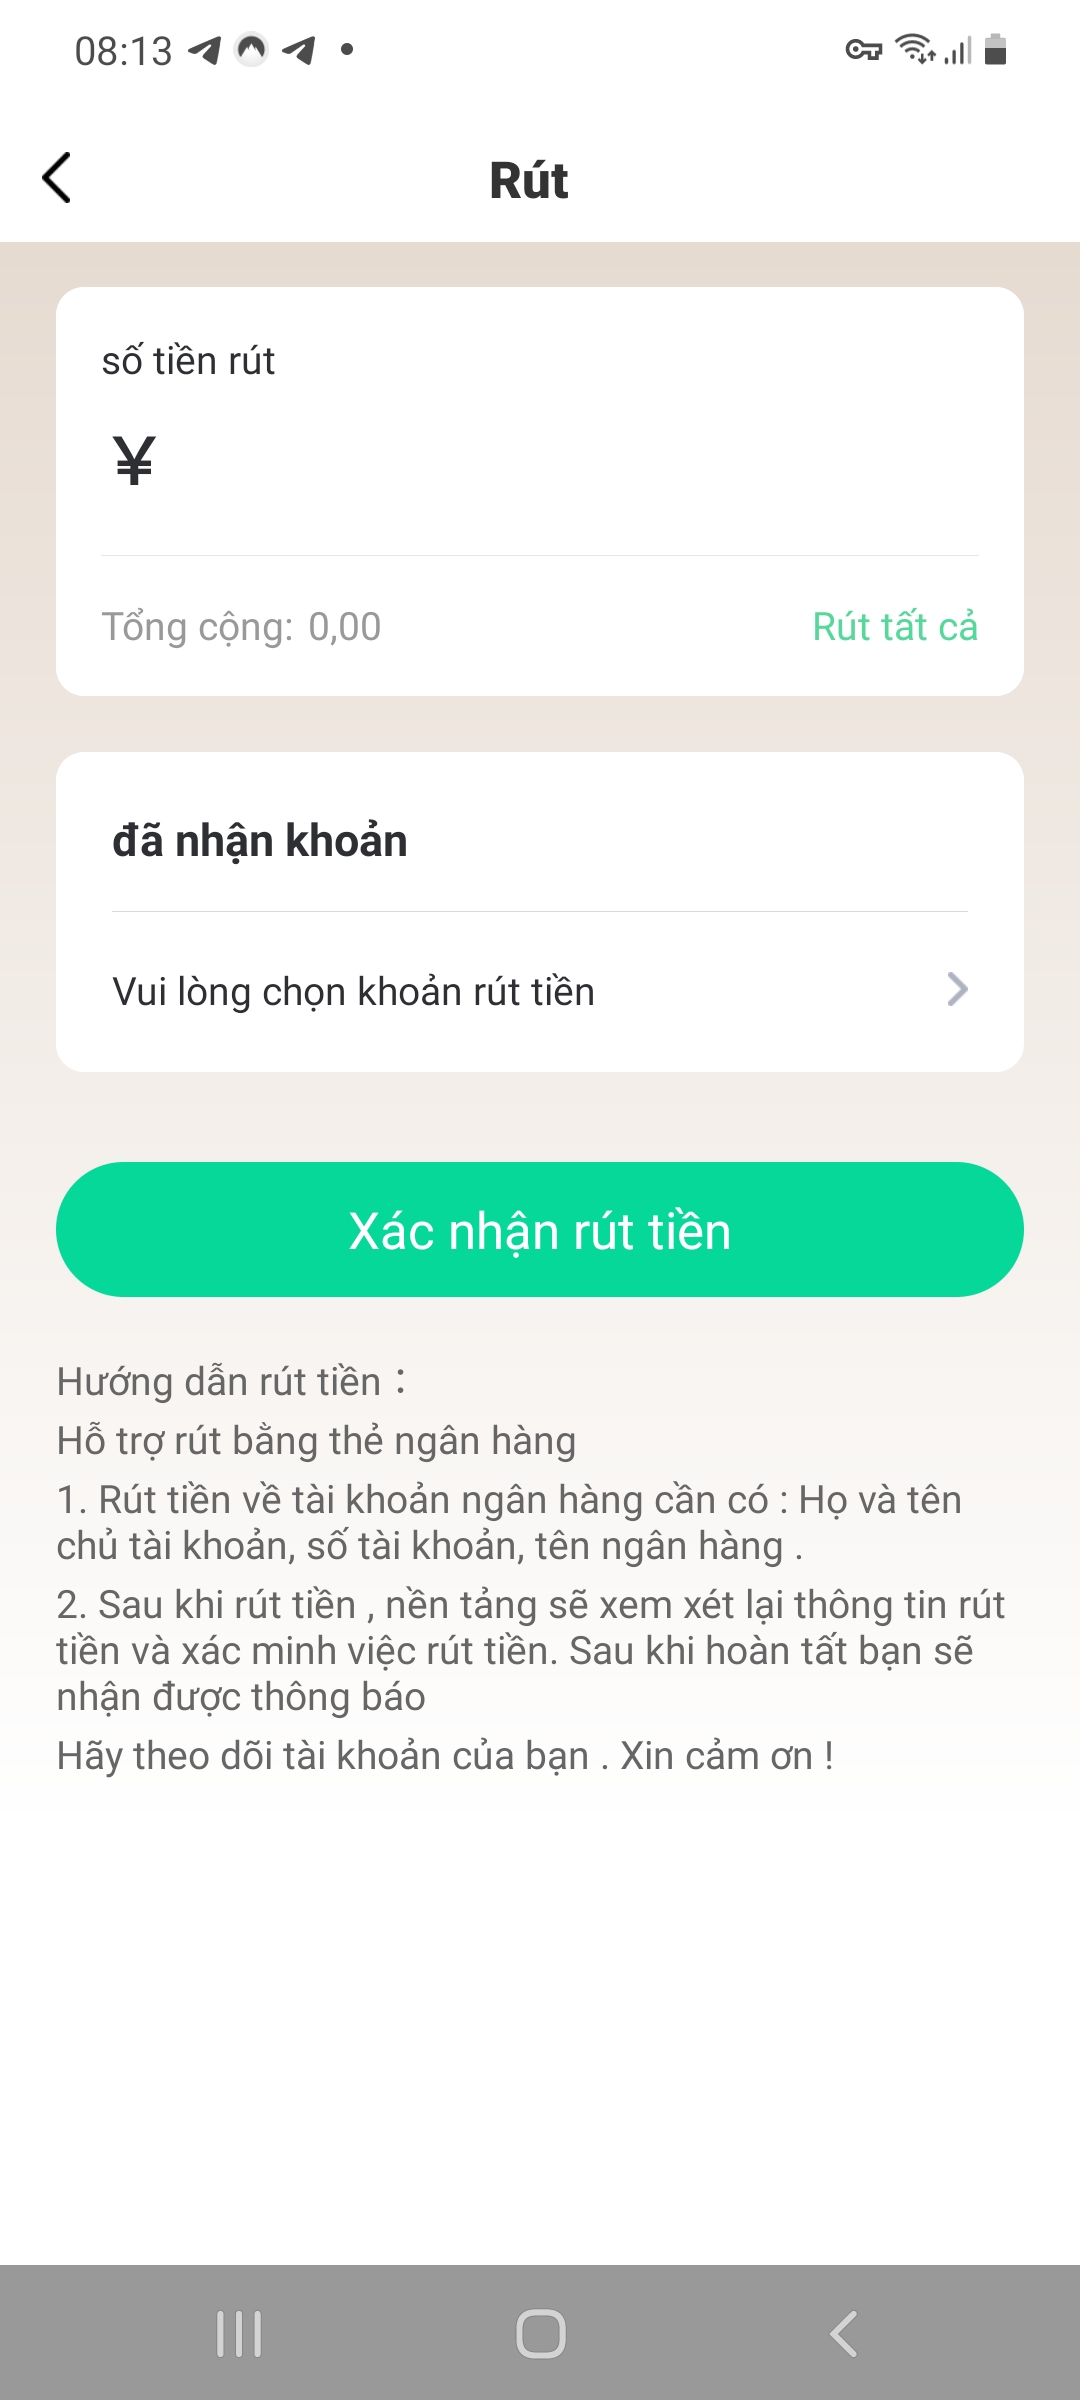 08:13
Rút
số tiền rút
¥
Tổng cộng: 0,00
Rút tất cả
đã nhận khoản
Vui lòng chọn khoản rút tiền
Xác nhận rút tiền
Hướng dẫn rút tiền：
Hỗ trợ rút bằng thẻ ngân hàng
1. Rút tiền về tài khoản ngân hàng cần có : Họ và tên
chủ tài khoản, số tài khoản, tên ngân hàng .
2. Sau khi rút tiền , nền tảng sẽ xem xét lại thông tin rút
tiền và xác minh việc rút tiền. Sau khi hoàn tất bạn sẽ
nhận được thông báo
Hãy theo dõi tài khoản của bạn . Xin cảm ơn !